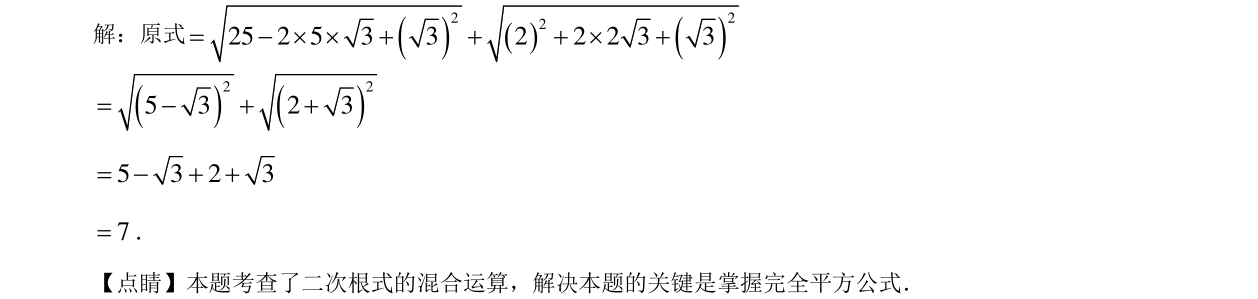 解：原式=√(25−2×5×√3+(√3)²)+√((2)²+2×2√3+(√3)²)
=√((5−√3)²)+√((2+√3)²)
=5−√3+2+√3
=7．
【点睛】本题考查了二次根式的混合运算，解决本题的关键是掌握完全平方公式．